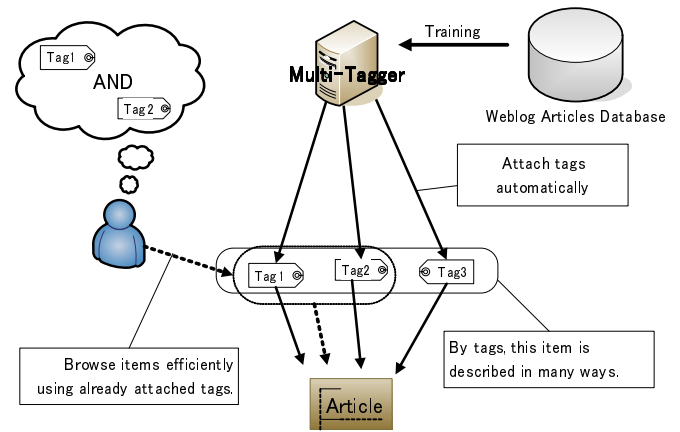 Tag1
AND
Tag2
Multi-Tagger
Training
Weblog Articles Database
Attach tags
automatically
Tag1
Tag2
Tag3
Browse items efficiently
using already attached tags.
By tags, this item is
described in many ways.
Article